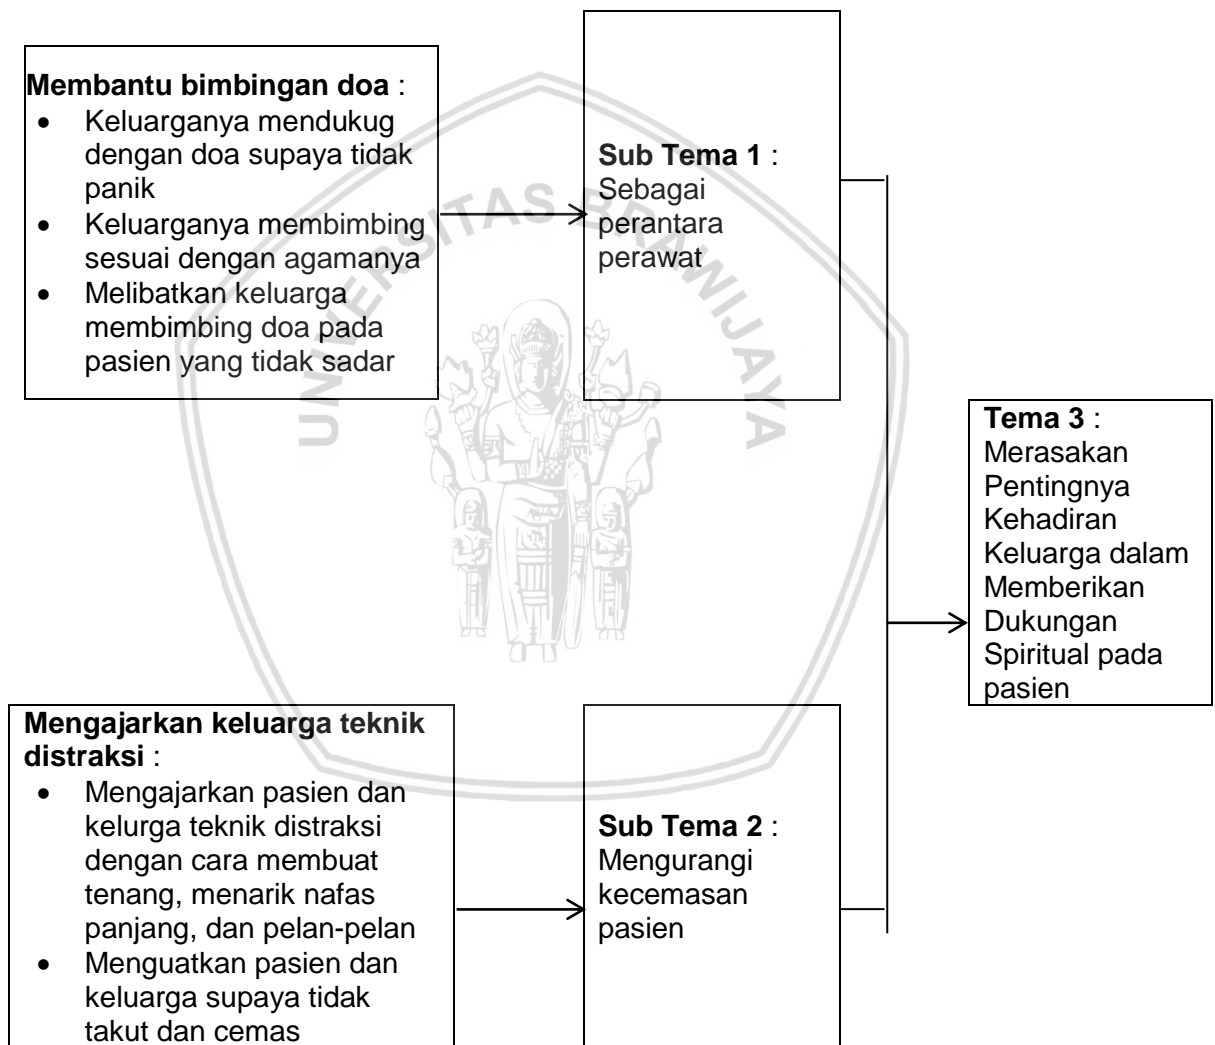 Membantu bimbingan doa :
• Keluarganya mendukug
dengan doa supaya tidak
panik
• Keluarganya membimbing
sesuai dengan agamanya
• Melibatkan keluarga
membimbing doa pada
pasien yang tidak sadar
Sub Tema 1 :
Sebagai
perantara
perawat
UNIVERSITAS BRAWIJAYA
Mengajarkan keluarga teknik
distraksi :
• Mengajarkan pasien dan
kelurga teknik distraksi
dengan cara membuat
tenang, menarik nafas
panjang, dan pelan-pelan
• Menguatkan pasien dan
keluarga supaya tidak
takut dan cemas
Sub Tema 2 :
Mengurangi
kecemasan
pasien
Tema 3 :
Merasakan
Pentingnya
Kehadiran
Keluarga dalam
Memberikan
Dukungan
Spiritual pada
pasien